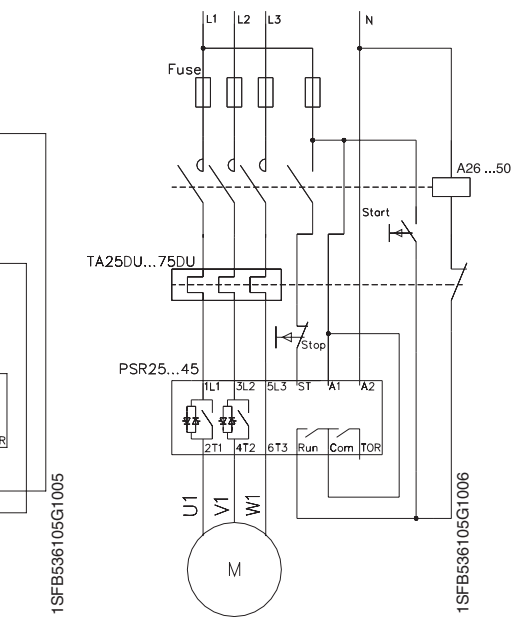 L1 L2 L3 N
Fuse
A26...50
Start
TA25DU...75DU
Stop
PSR25...45
1L1 3L2 5L3 ST A1 A2
2T1 4T2 6T3 Run Com TOR
U1 V1 W1
M
1SFB536105G1005
1SFB536105G1006